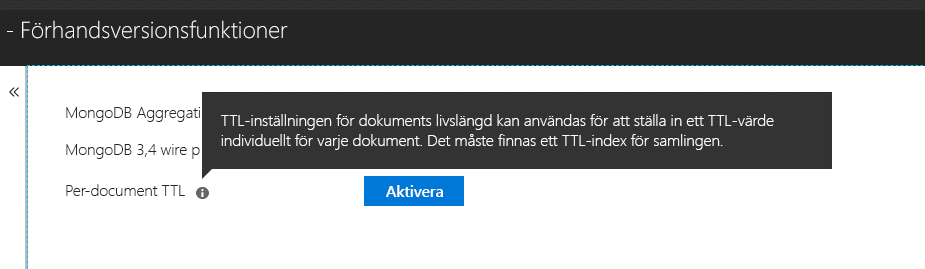 - Förhandsversionsfunktioner
«
MongoDB Aggregati
TTL-inställningen för dokuments livslängd kan användas för att ställa in ett TTL-värde
individuellt för varje dokument. Det måste finnas ett TTL-index för samlingen.
MongoDB 3,4 wire p
Per-document TTL
Aktivera